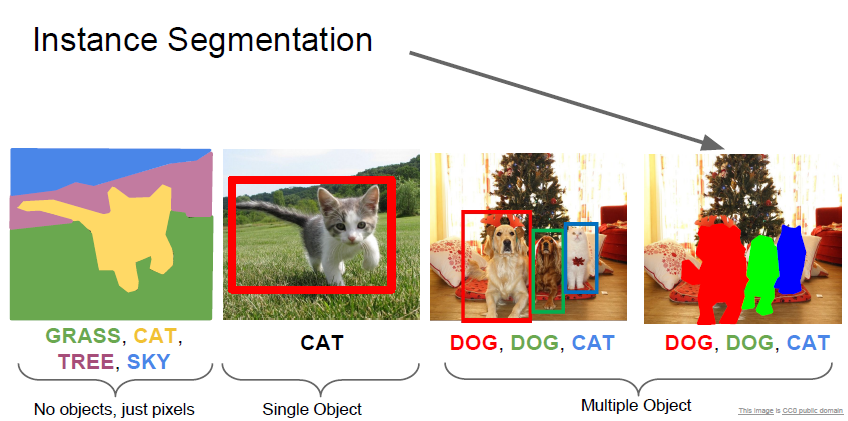 Instance Segmentation
GRASS, CAT,
TREE, SKY
CAT
DOG, DOG, CAT
DOG, DOG, CAT
No objects, just pixels
Single Object
Multiple Object
This image is CC0 public domain